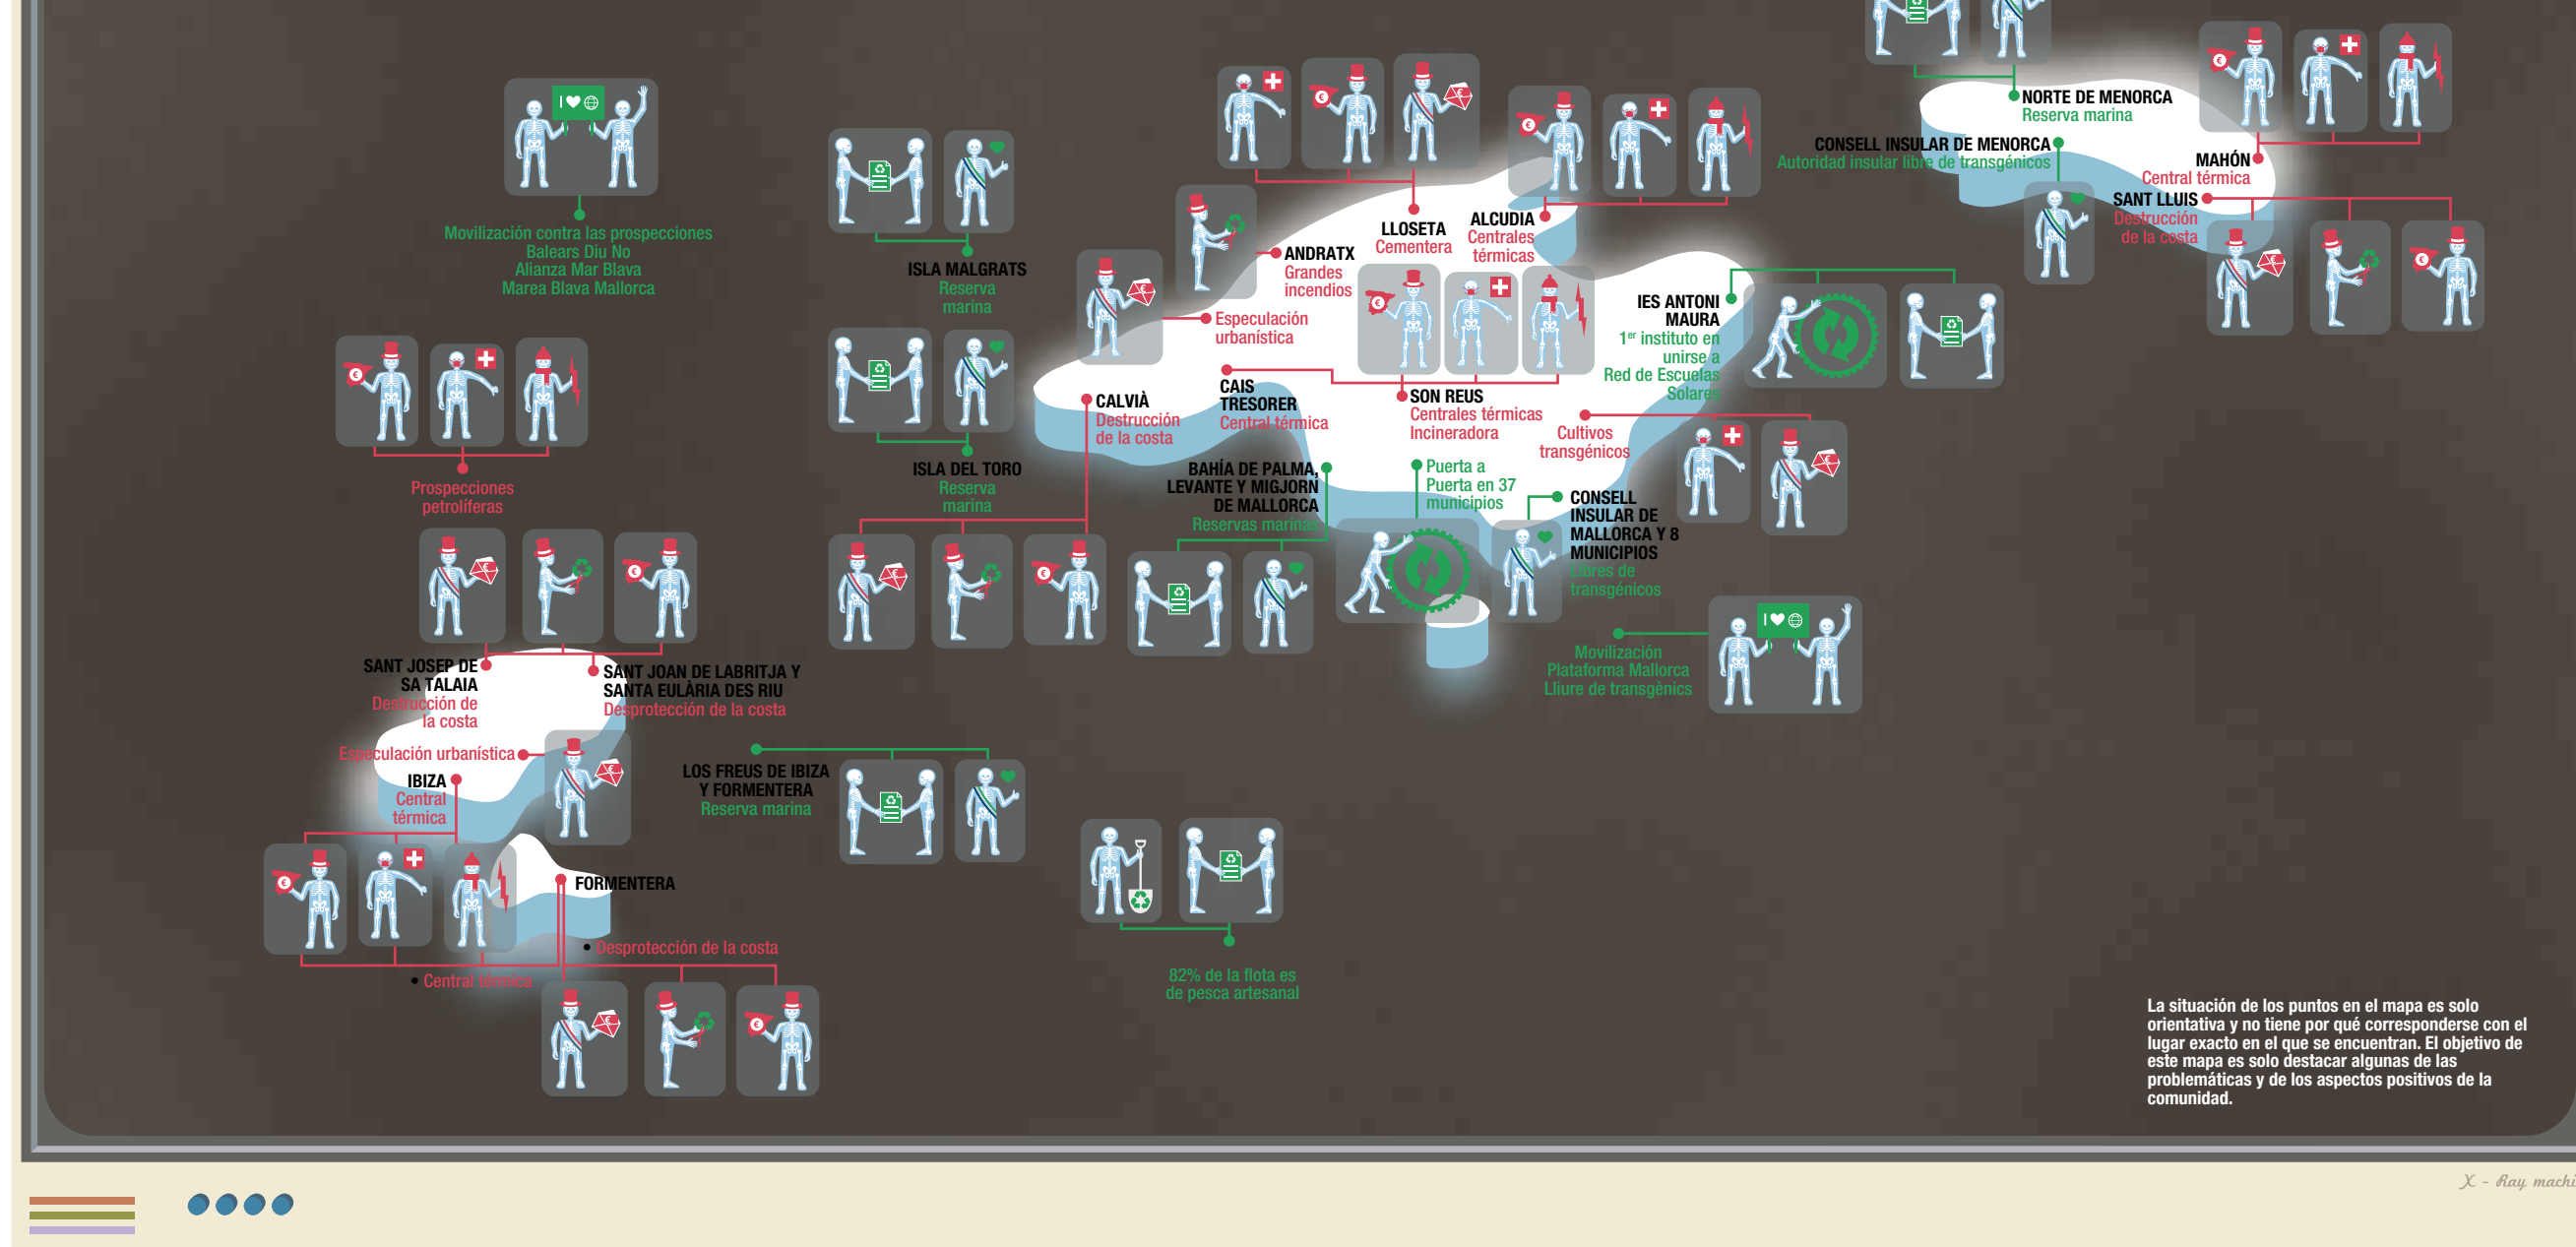 I ♥
Movilización contra las prospecciones
Balears Diu No
Alianza Mar Blava
Marea Blava Mallorca
ISLA MALGRATS
Reserva
marina
ISLA DEL TORO
Reserva
marina
Prospecciones
petrolíferas
LLOSETA
Cementera
ALCUDIA
Centrales
térmicas
ANDRATX
Grandes
incendios
Especulación
urbanística
CALVIÀ
Destrucción
de la costa
CAIS
TRESORER
Central térmica
SON REUS
Centrales térmicas
Incineradora
IES ANTONI
MAURA
1er instituto en
unirse a
Red de Escuelas
Solares
Cultivos
transgénicos
NORTE DE MENORCA
Reserva marina
CONSELL INSULAR DE MENORCA
Autoridad insular libre de transgénicos
MAHÓN
Central térmica
SANT LLUIS
Destrucción
de la costa
BAHÍA DE PALMA,
LEVANTE Y MIGJORN
DE MALLORCA
Reservas marinas
Puerta a
Puerta en 37
municipios
CONSELL
INSULAR DE
MALLORCA Y 8
MUNICIPIOS
Libres de
transgénicos
I ♥
Movilización
Plataforma Mallorca
Lliure de transgènics
SANT JOSEP DE
SA TALAIA
Destrucción de
la costa
SANT JOAN DE LABRITJA Y
SANTA EULÀRIA DES RIU
Desprotección de la costa
Especulación urbanística
IBIZA
Central
térmica
LOS FREUS DE IBIZA
Y FORMENTERA
Reserva marina
FORMENTERA
• Desprotección de la costa
• Central térmica
82% de la flota es
de pesca artesanal
La situación de los puntos en el mapa es solo
orientativa y no tiene por qué corresponderse con el
lugar exacto en el que se encuentran. El objetivo de
este mapa es solo destacar algunas de las
problemáticas y de los aspectos positivos de la
comunidad.
X - Ray machi